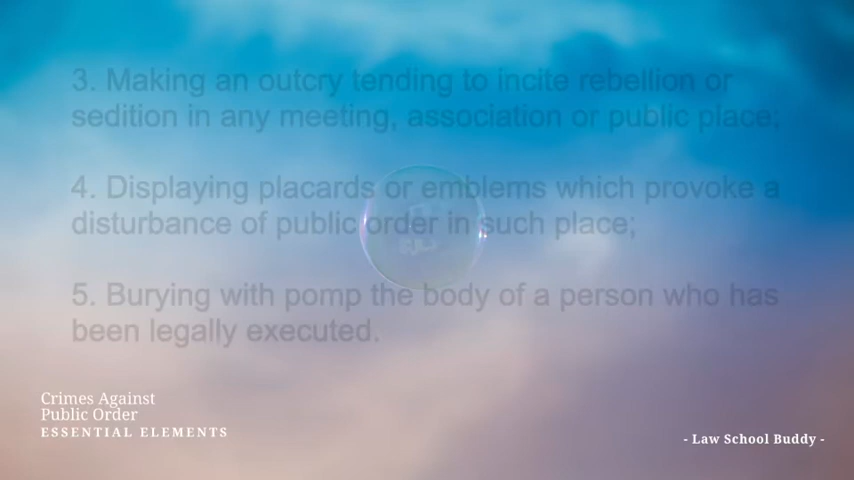 3. Making an outcry tending to incite rebellion or
sedition in any meeting, association or public place;
4. Displaying placards or emblems which provoke a
disturbance of public order in such place;
5. Burying with pomp the body of a person who has
been legally executed.
Crimes Against
Public Order
ESSENTIAL ELEMENTS
- Law School Buddy -